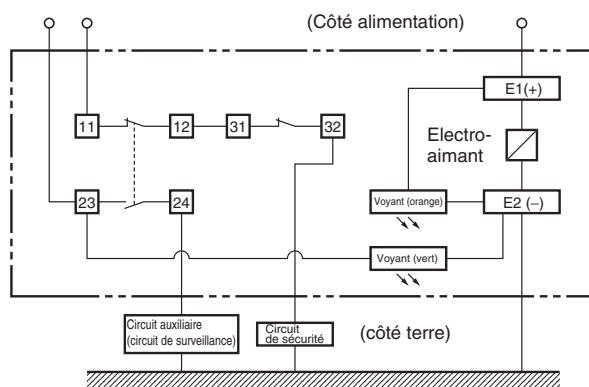 (Côté alimentation)
E1(+)
11
12
31
32
Electro-
aimant
23
24
Voyant (orange)
E2 (−)
Voyant (vert)
Circuit auxiliaire
(circuit de surveillance)
Circuit
de sécurité
(côté terre)